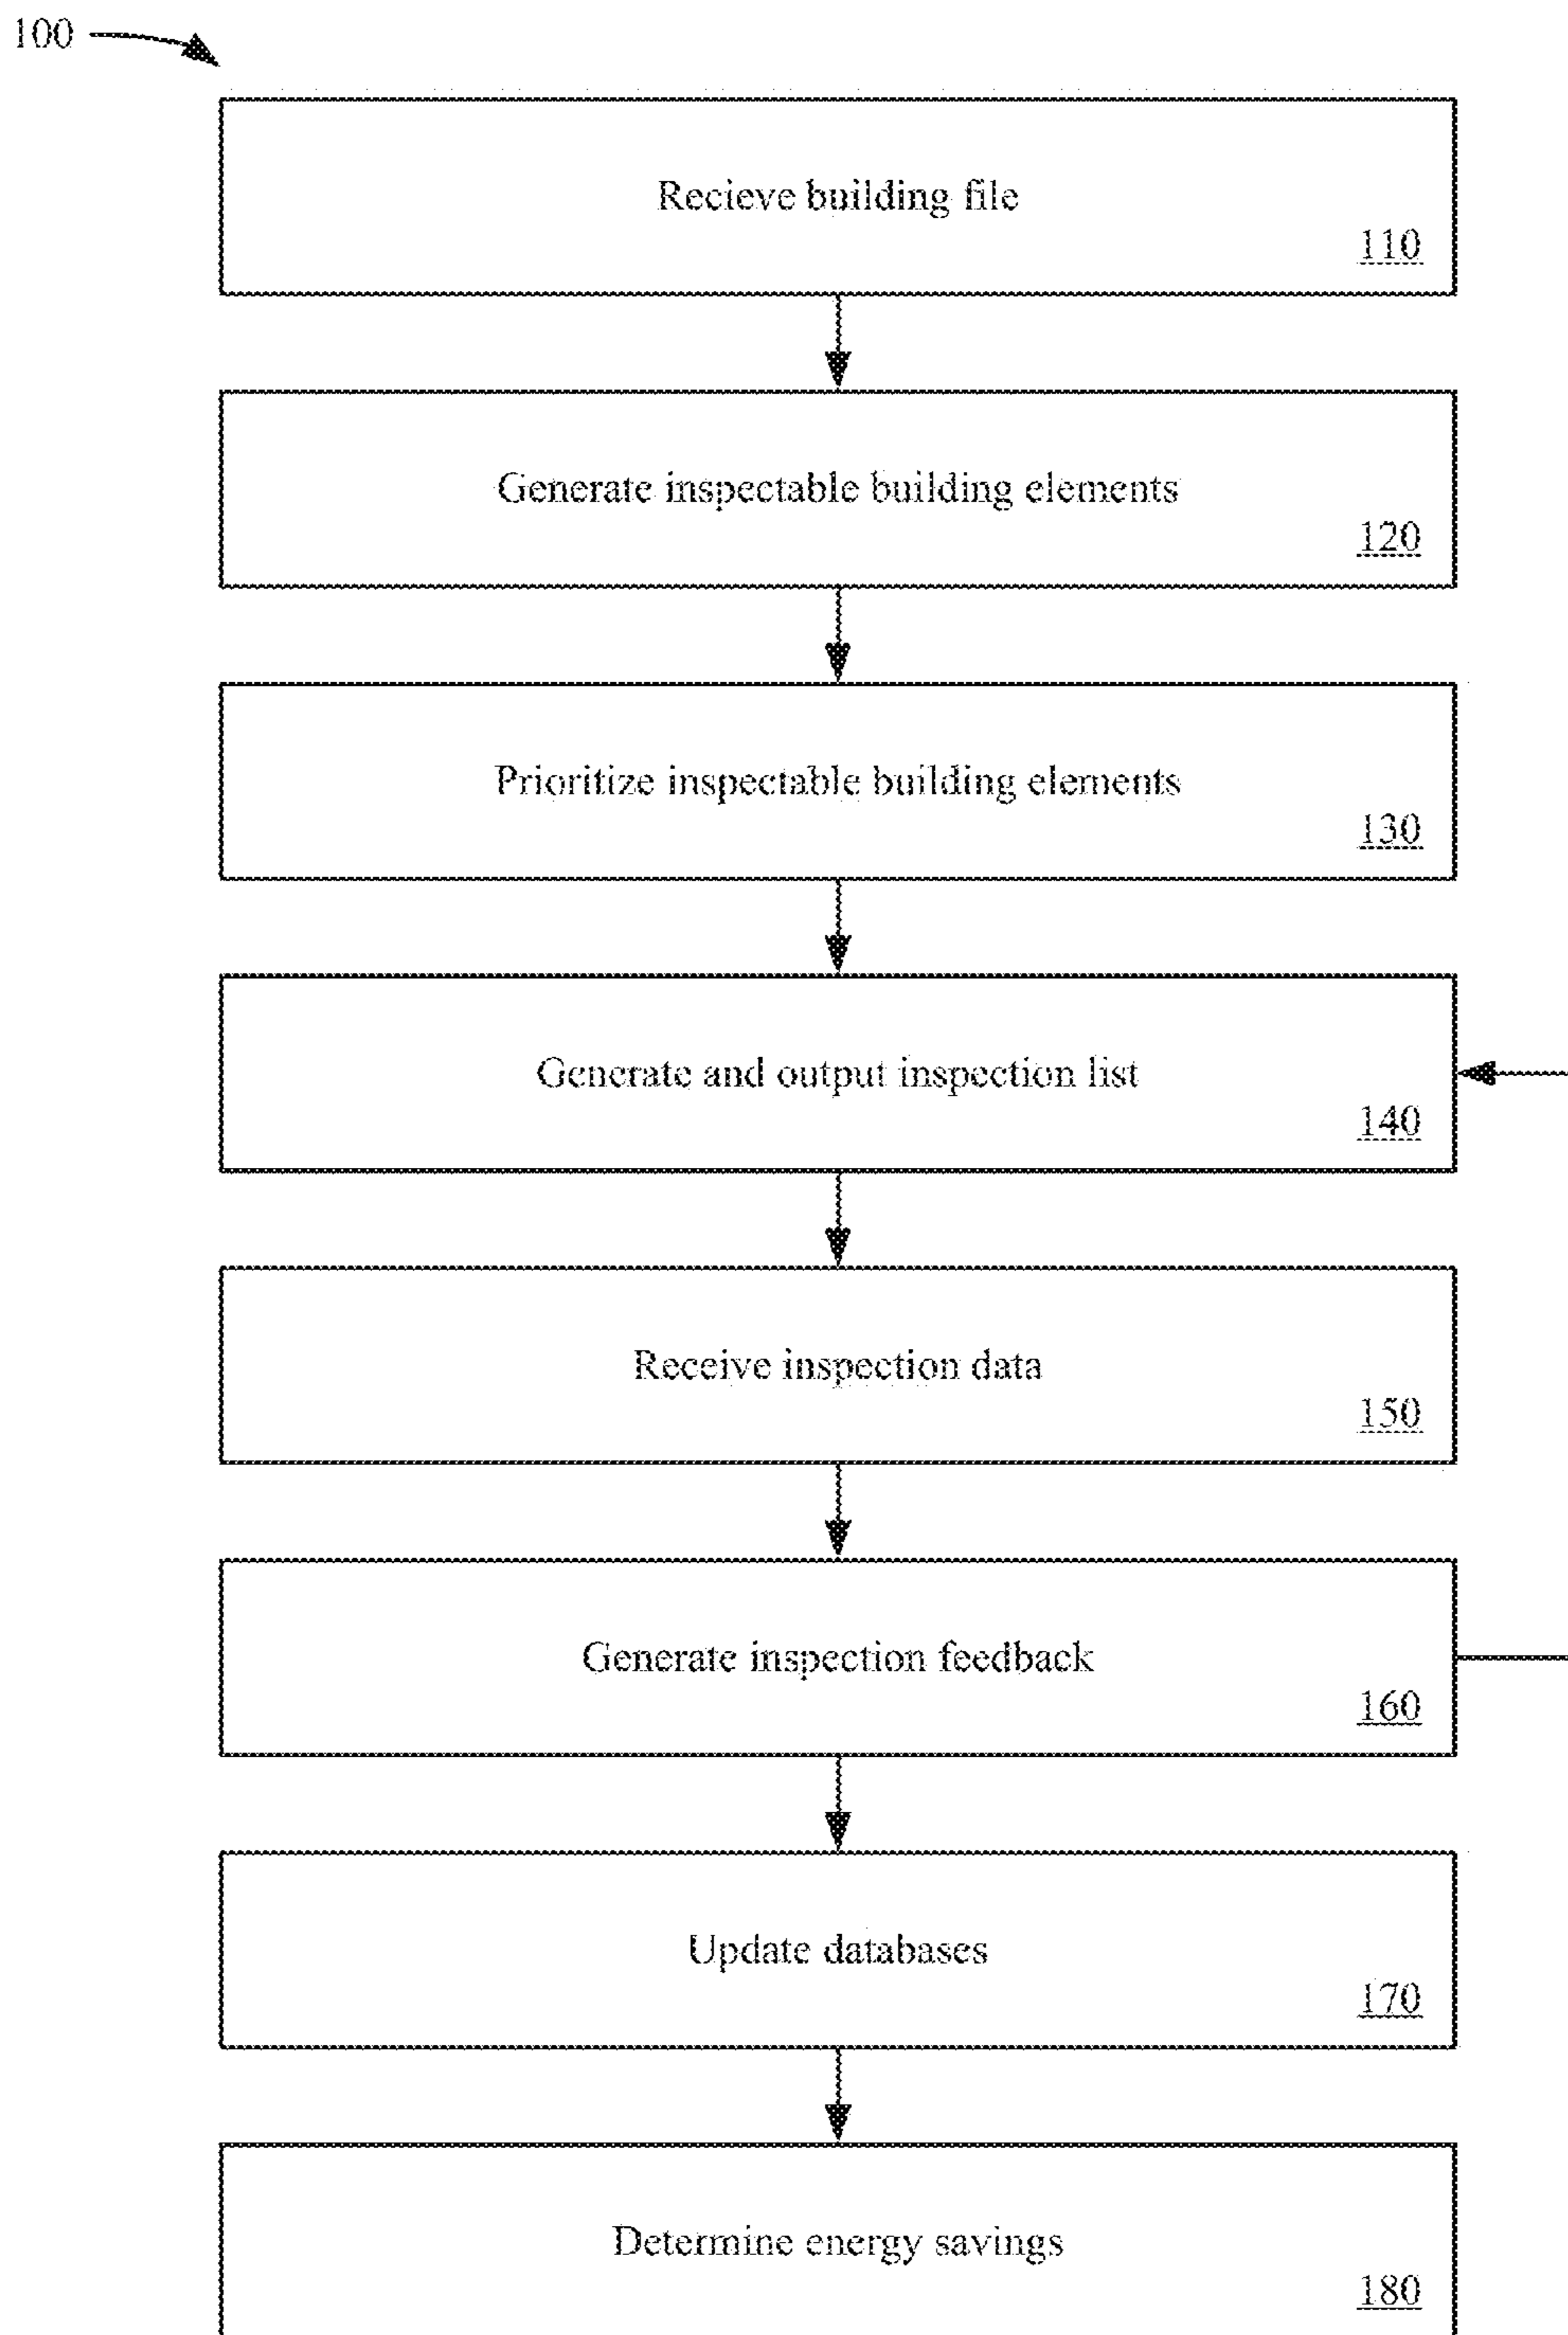 100
Recieve building file
110
Generate inspectable building elements
120
Prioritize inspectable building elements
130
Generate and output inspection list
140
Receive inspection data
150
Generate inspection feedback
160
Update databases
170
Determine energy savings
180